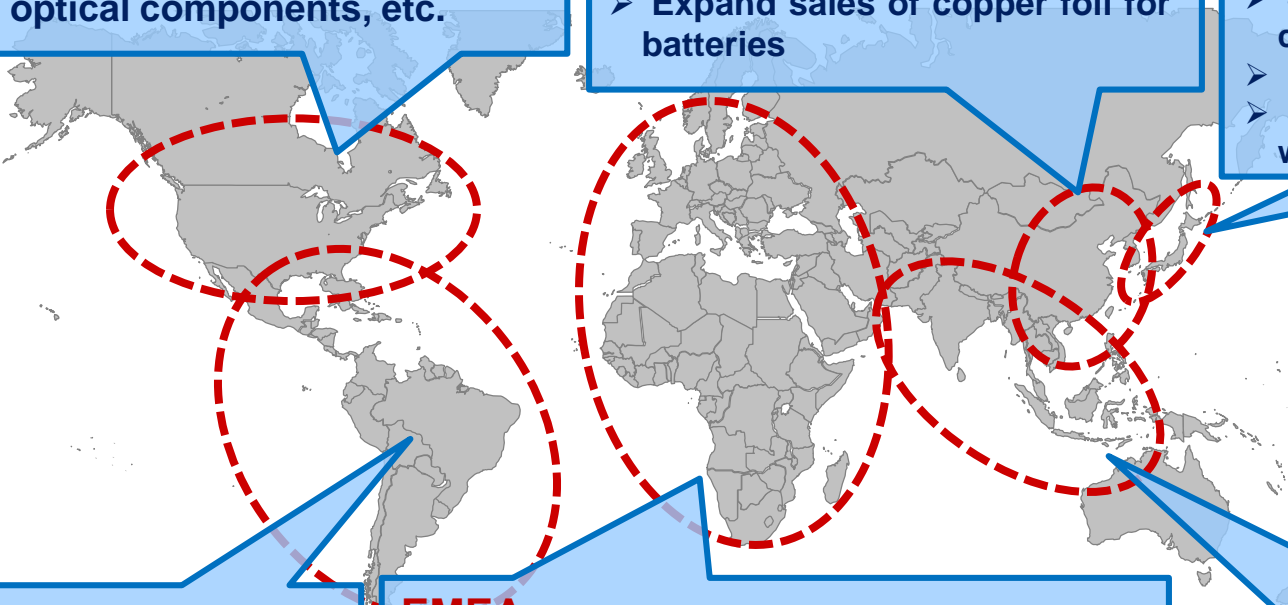 optical components, etc.
➢ Expand sales of copper foil for
batteries
➢
➢
➢
EMEA